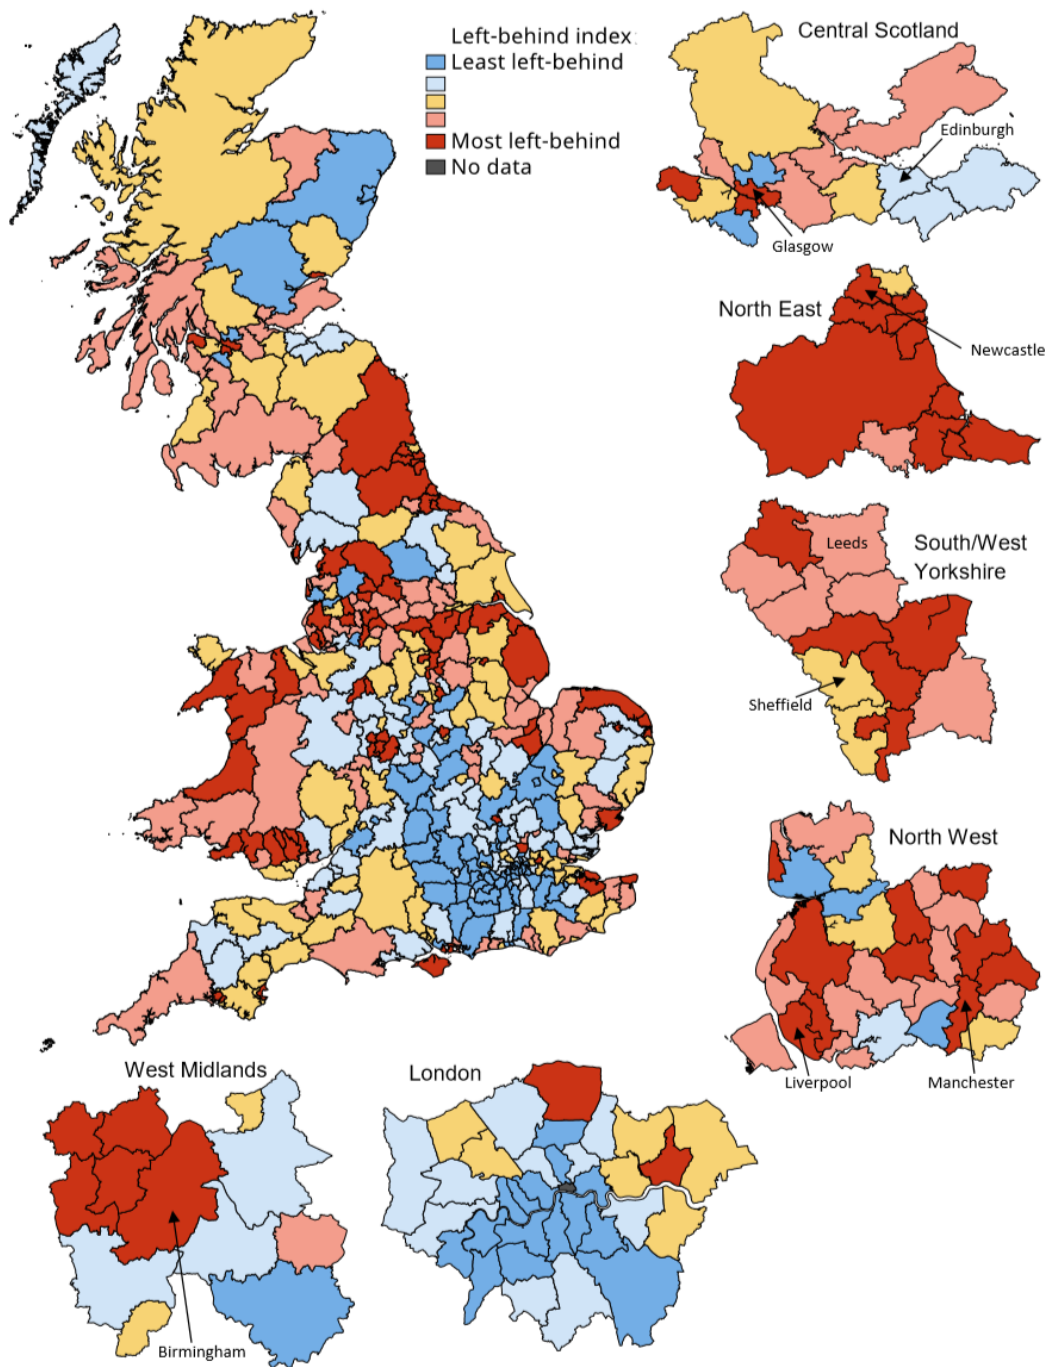 Left-behind index:
Least left-behind
Most left-behind
No data
Central Scotland
Edinburgh
Glasgow
North East
Newcastle
Leeds
South/West
Yorkshire
Sheffield
North West
Liverpool
Manchester
West Midlands
Birmingham
London